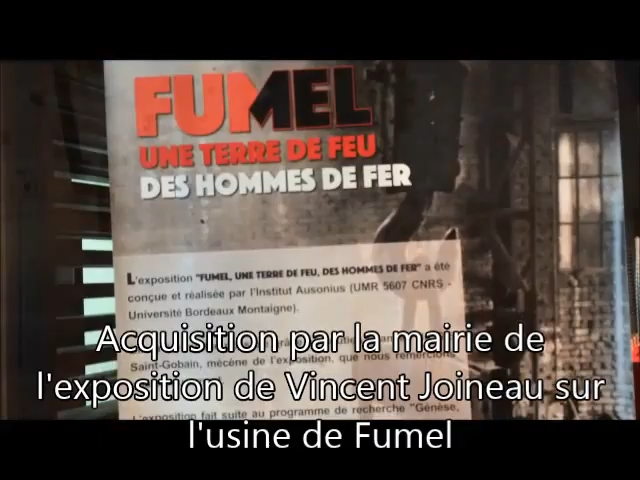 FUMEL
UNE TERRE DE FEU
DES HOMMES DE FER
L'exposition "FUMEL, UNE TERRE DE FEU, DES HOMMES DE FER" a été
conçue et réalisée par l'Institut Ausonius (UMR 5607 CNRS -
Université Bordeaux Montaigne).
Saint-Gobain, mécène de l'exposition, que nous remercions
L'exposition fait suite au programme de recherche "Genèse,
Acquisition par la mairie de
l'exposition de Vincent Joineau sur
l'usine de Fumel